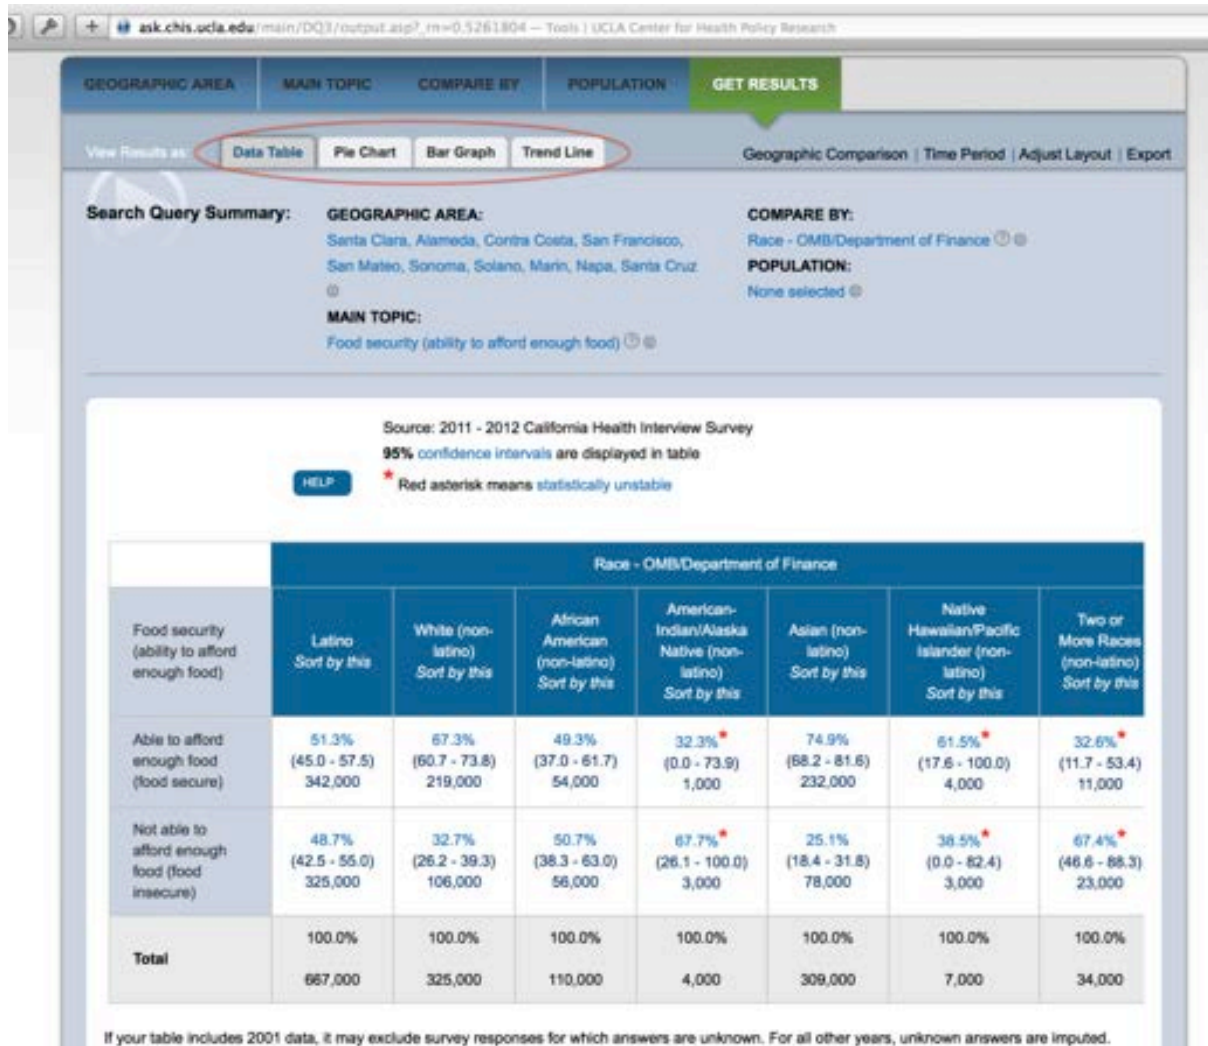 ask.chis.ucla.edu/main/DQ3/output.asp?_rn=0.5261804 — Tools | UCLA Center for Health Policy Research
GEOGRAPHIC AREA MAIN TOPIC COMPARE BY POPULATION GET RESULTS
View Results as: Data Table Pie Chart Bar Graph Trend Line Geographic Comparison | Time Period | Adjust Layout | Export
Search Query Summary:
GEOGRAPHIC AREA:
Santa Clara, Alameda, Contra Costa, San Francisco,
San Mateo, Sonoma, Solano, Marin, Napa, Santa Cruz
MAIN TOPIC:
Food security (ability to afford enough food)
COMPARE BY:
Race - OMB/Department of Finance
POPULATION:
None selected
Source: 2011 - 2012 California Health Interview Survey
95% confidence intervals are displayed in table
HELP
* Red asterisk means statistically unstable
Race - OMB/Department of Finance
Food security
(ability to afford
enough food)
Latino
Sort by this
White (non-
latino)
Sort by this
African
American
(non-latino)
Sort by this
American-
Indian/Alaska
Native (non-
latino)
Sort by this
Asian (non-
latino)
Sort by this
Native
Hawaiian/Pacific
Islander (non-
latino)
Sort by this
Two or
More Races
(non-latino)
Sort by this
Able to afford
enough food
(food secure)
51.3% 67.3% 49.3% 32.3%* 74.9% 61.5%* 32.6%*
(45.0 - 57.5) (60.7 - 73.8) (37.0 - 61.7) (0.0 - 73.9) (68.2 - 81.6) (17.6 - 100.0) (11.7 - 53.4)
342,000 219,000 54,000 1,000 232,000 4,000 11,000
Not able to
afford enough
food (food
insecure)
48.7% 32.7% 50.7% 67.7%* 25.1% 38.5%* 67.4%*
(42.5 - 55.0) (26.2 - 39.3) (38.3 - 63.0) (26.1 - 100.0) (18.4 - 31.8) (0.0 - 82.4) (46.6 - 88.3)
325,000 106,000 56,000 3,000 78,000 3,000 23,000
Total
100.0% 100.0% 100.0% 100.0% 100.0% 100.0% 100.0%
667,000 325,000 110,000 4,000 309,000 7,000 34,000
If your table includes 2001 data, it may exclude survey responses for which answers are unknown. For all other years, unknown answers are imputed.